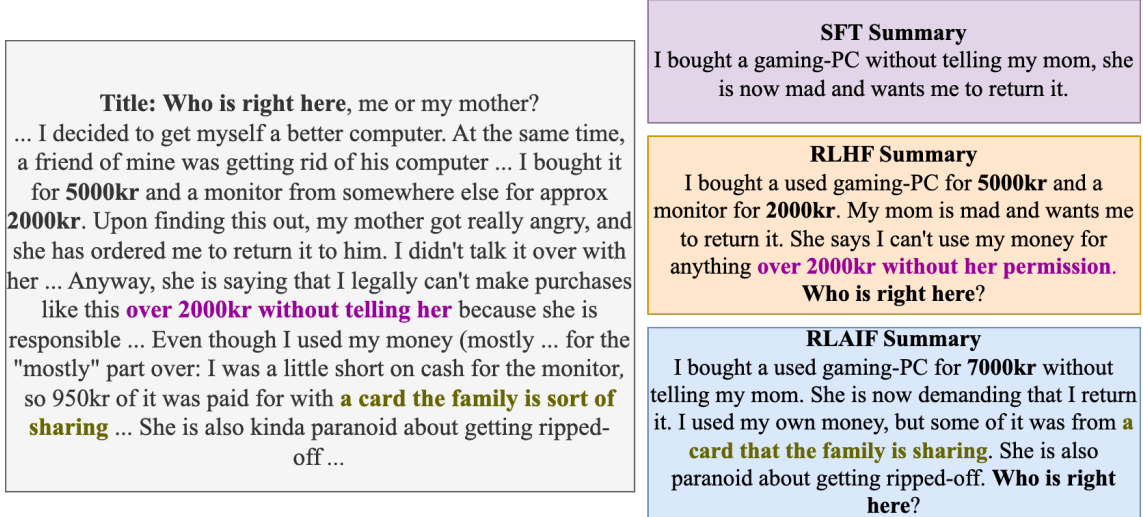 Title: Who is right here, me or my mother?
... I decided to get myself a better computer. At the same time,
a friend of mine was getting rid of his computer ... I bought it
for 5000kr and a monitor from somewhere else for approx
2000kr. Upon finding this out, my mother got really angry, and
she has ordered me to return it to him. I didn't talk it over with
her ... Anyway, she is saying that I legally can't make purchases
like this over 2000kr without telling her because she is
responsible ... Even though I used my money (mostly ... for the
"mostly" part over: I was a little short on cash for the monitor,
so 950kr of it was paid for with a card the family is sort of
sharing ... She is also kinda paranoid about getting ripped-
off ...
SFT Summary
I bought a gaming-PC without telling my mom, she
is now mad and wants me to return it.
RLHF Summary
I bought a used gaming-PC for 5000kr and a
monitor for 2000kr. My mom is mad and wants me
to return it. She says I can't use my money for
anything over 2000kr without her permission.
Who is right here?
RLAIF Summary
I bought a used gaming-PC for 7000kr without
telling my mom. She is now demanding that I return
it. I used my own money, but some of it was from a
card that the family is sharing. She is also
paranoid about getting ripped-off. Who is right
here?